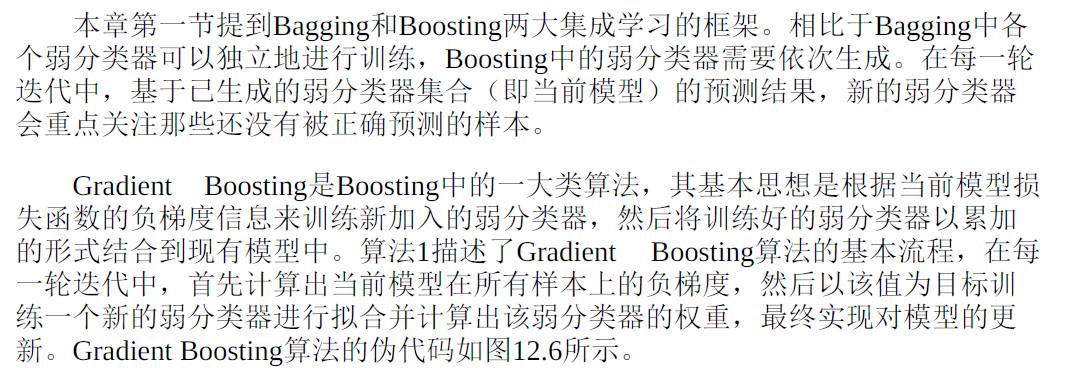 本章第一节提到Bagging和Boosting两大集成学习的框架。相比于Bagging中各
个弱分类器可以独立地进行训练，Boosting中的弱分类器需要依次生成。在每一轮
迭代中，基于已生成的弱分类器集合（即当前模型）的预测结果，新的弱分类器
会重点关注那些还没有被正确预测的样本。
Gradient Boosting是Boosting中的一大类算法，其基本思想是根据当前模型损
失函数的负梯度信息来训练新加入的弱分类器，然后将训练好的弱分类器以累加
的形式结合到现有模型中。算法1描述了Gradient Boosting算法的基本流程，在每
一轮迭代中，首先计算出当前模型在所有样本上的负梯度，然后以该值为目标训
练一个新的弱分类器进行拟合并计算出该弱分类器的权重，最终实现对模型的更
新。Gradient Boosting算法的伪代码如图12.6所示。